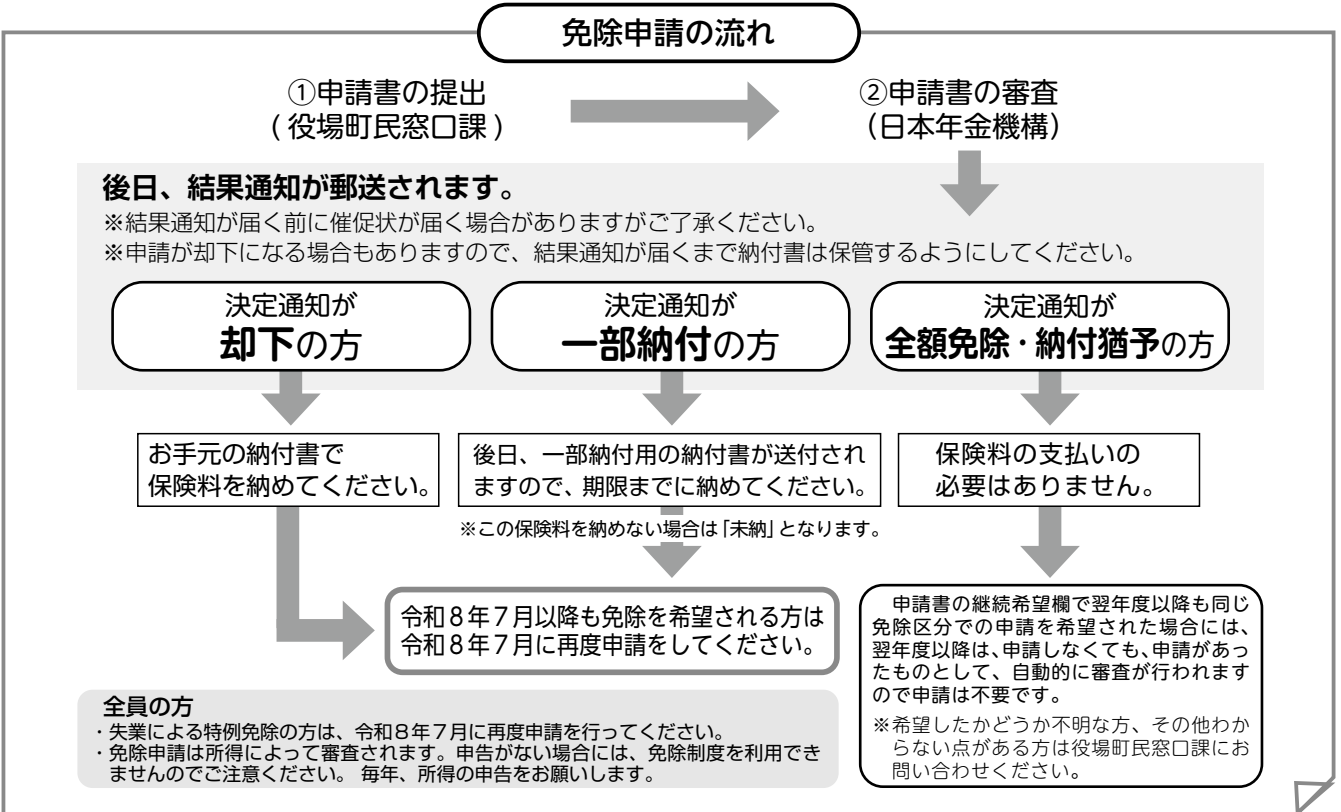 免除申請の流れ
①申請書の提出
(役場町民窓口課)
②申請書の審査
(日本年金機構)
後日、結果通知が郵送されます。
※結果通知が届く前に催促状が届く場合がありますがご了承ください。
※申請が却下になる場合もありますので、結果通知が届くまで納付書は保管するようにしてください。
決定通知が
却下の方
決定通知が
一部納付の方
決定通知が
全額免除・納付猶予の方
お手元の納付書で
保険料を納めてください。
後日、一部納付用の納付書が送付され
ますので、期限までに納めてください。
※この保険料を納めない場合は「未納」となります。
保険料の支払いの
必要はありません。
令和8年7月以降も免除を希望される方は
令和8年7月に再度申請をしてください。
申請書の継続希望欄で翌年度以降も同じ
免除区分での申請を希望された場合には、
翌年度以降は、申請しなくても、申請があっ
たものとして、自動的に審査が行われます
ので申請は不要です。
※希望したかどうか不明な方、その他わか
らない点がある方は役場町民窓口課にお
問い合わせください。
全員の方
・失業による特例免除の方は、令和8年7月に再度申請を行ってください。
・免除申請は所得によって審査されます。申告がない場合には、免除制度を利用でき
ませんのでご注意ください。 毎年、所得の申告をお願いします。